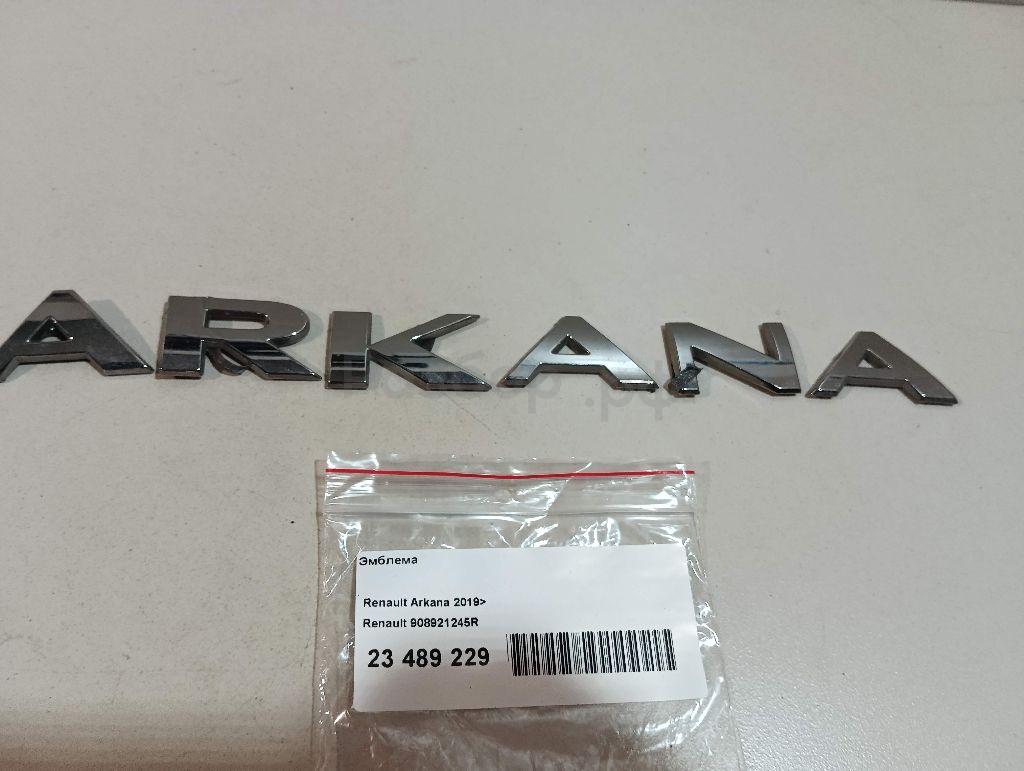 ARKANA
Эмблема
Renault Arkana 2019>
Renault 908921245R
23 489 229